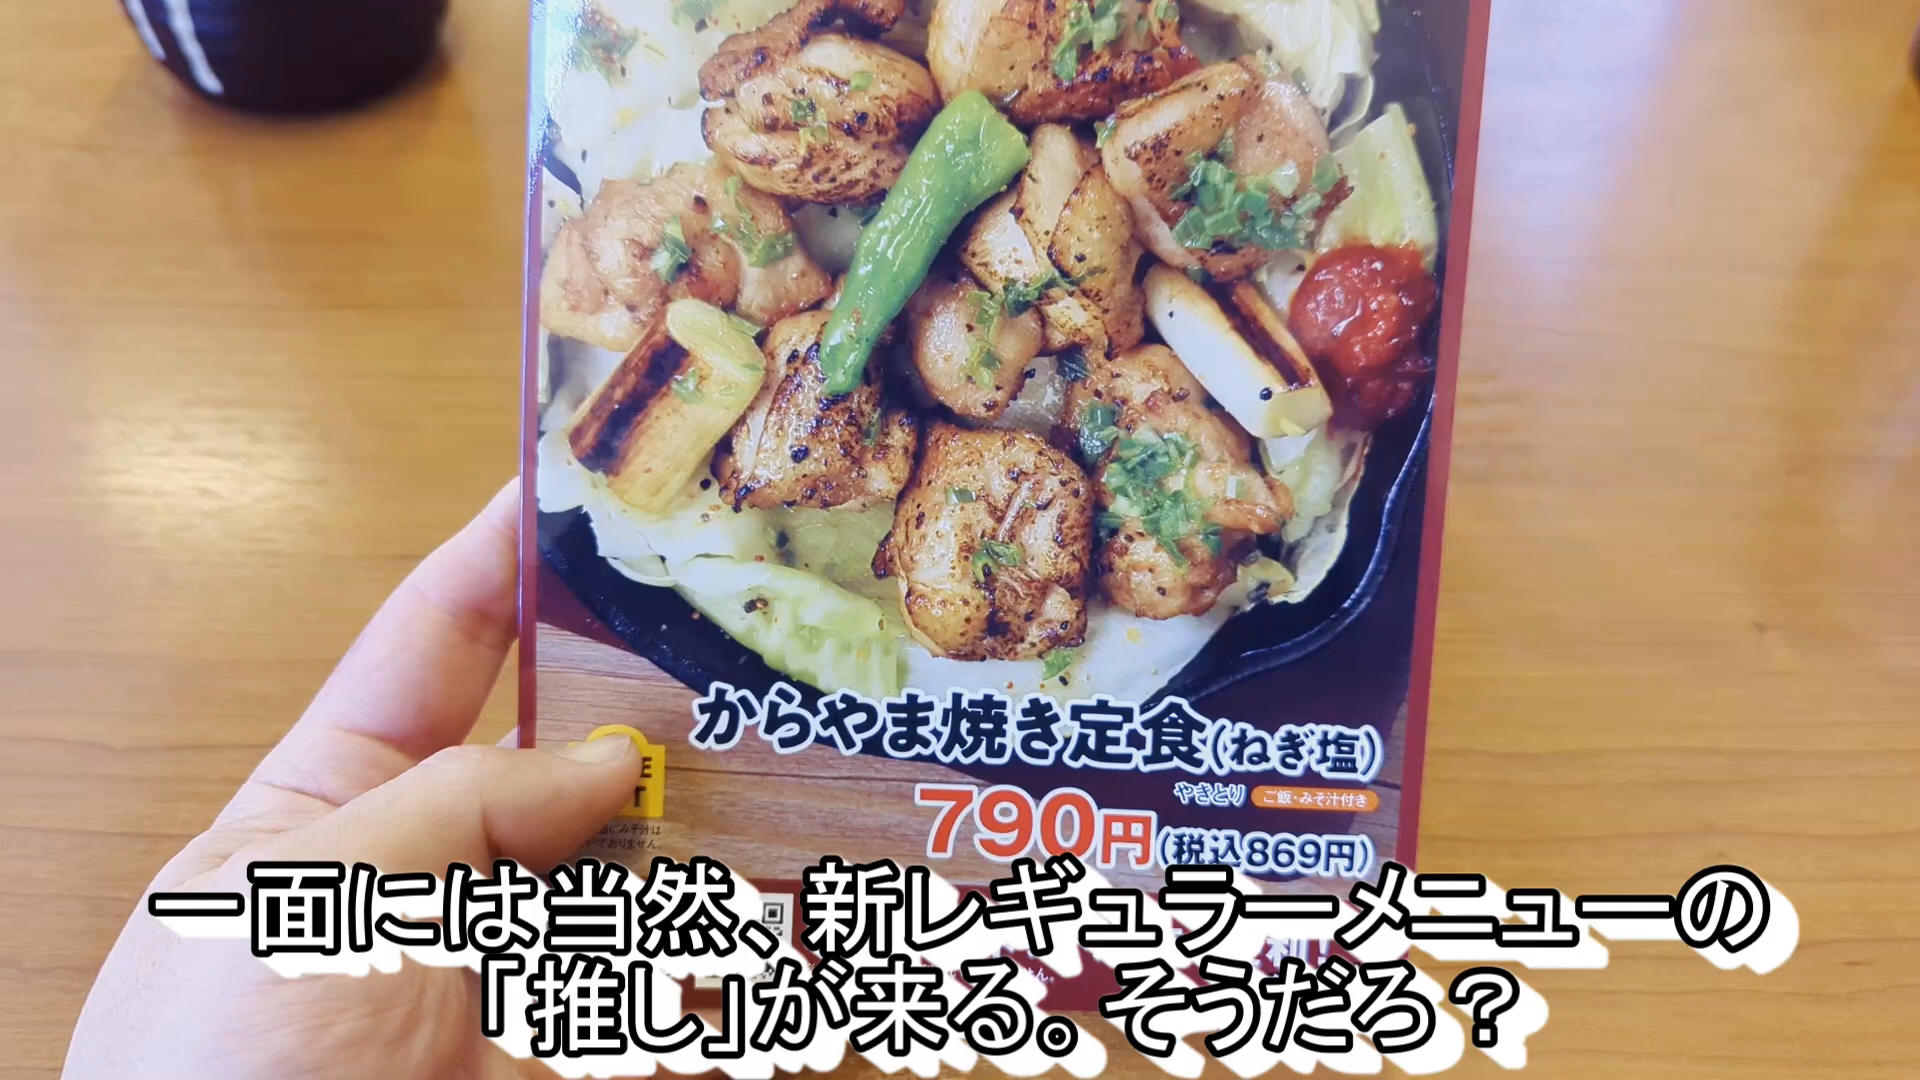 からやま焼き定食(ねぎ塩)
やきとり ご飯・みそ汁付き
790円(税込869円)
一面には当然、新レギュラーメニューの
「推し」が来る。そうだろ？